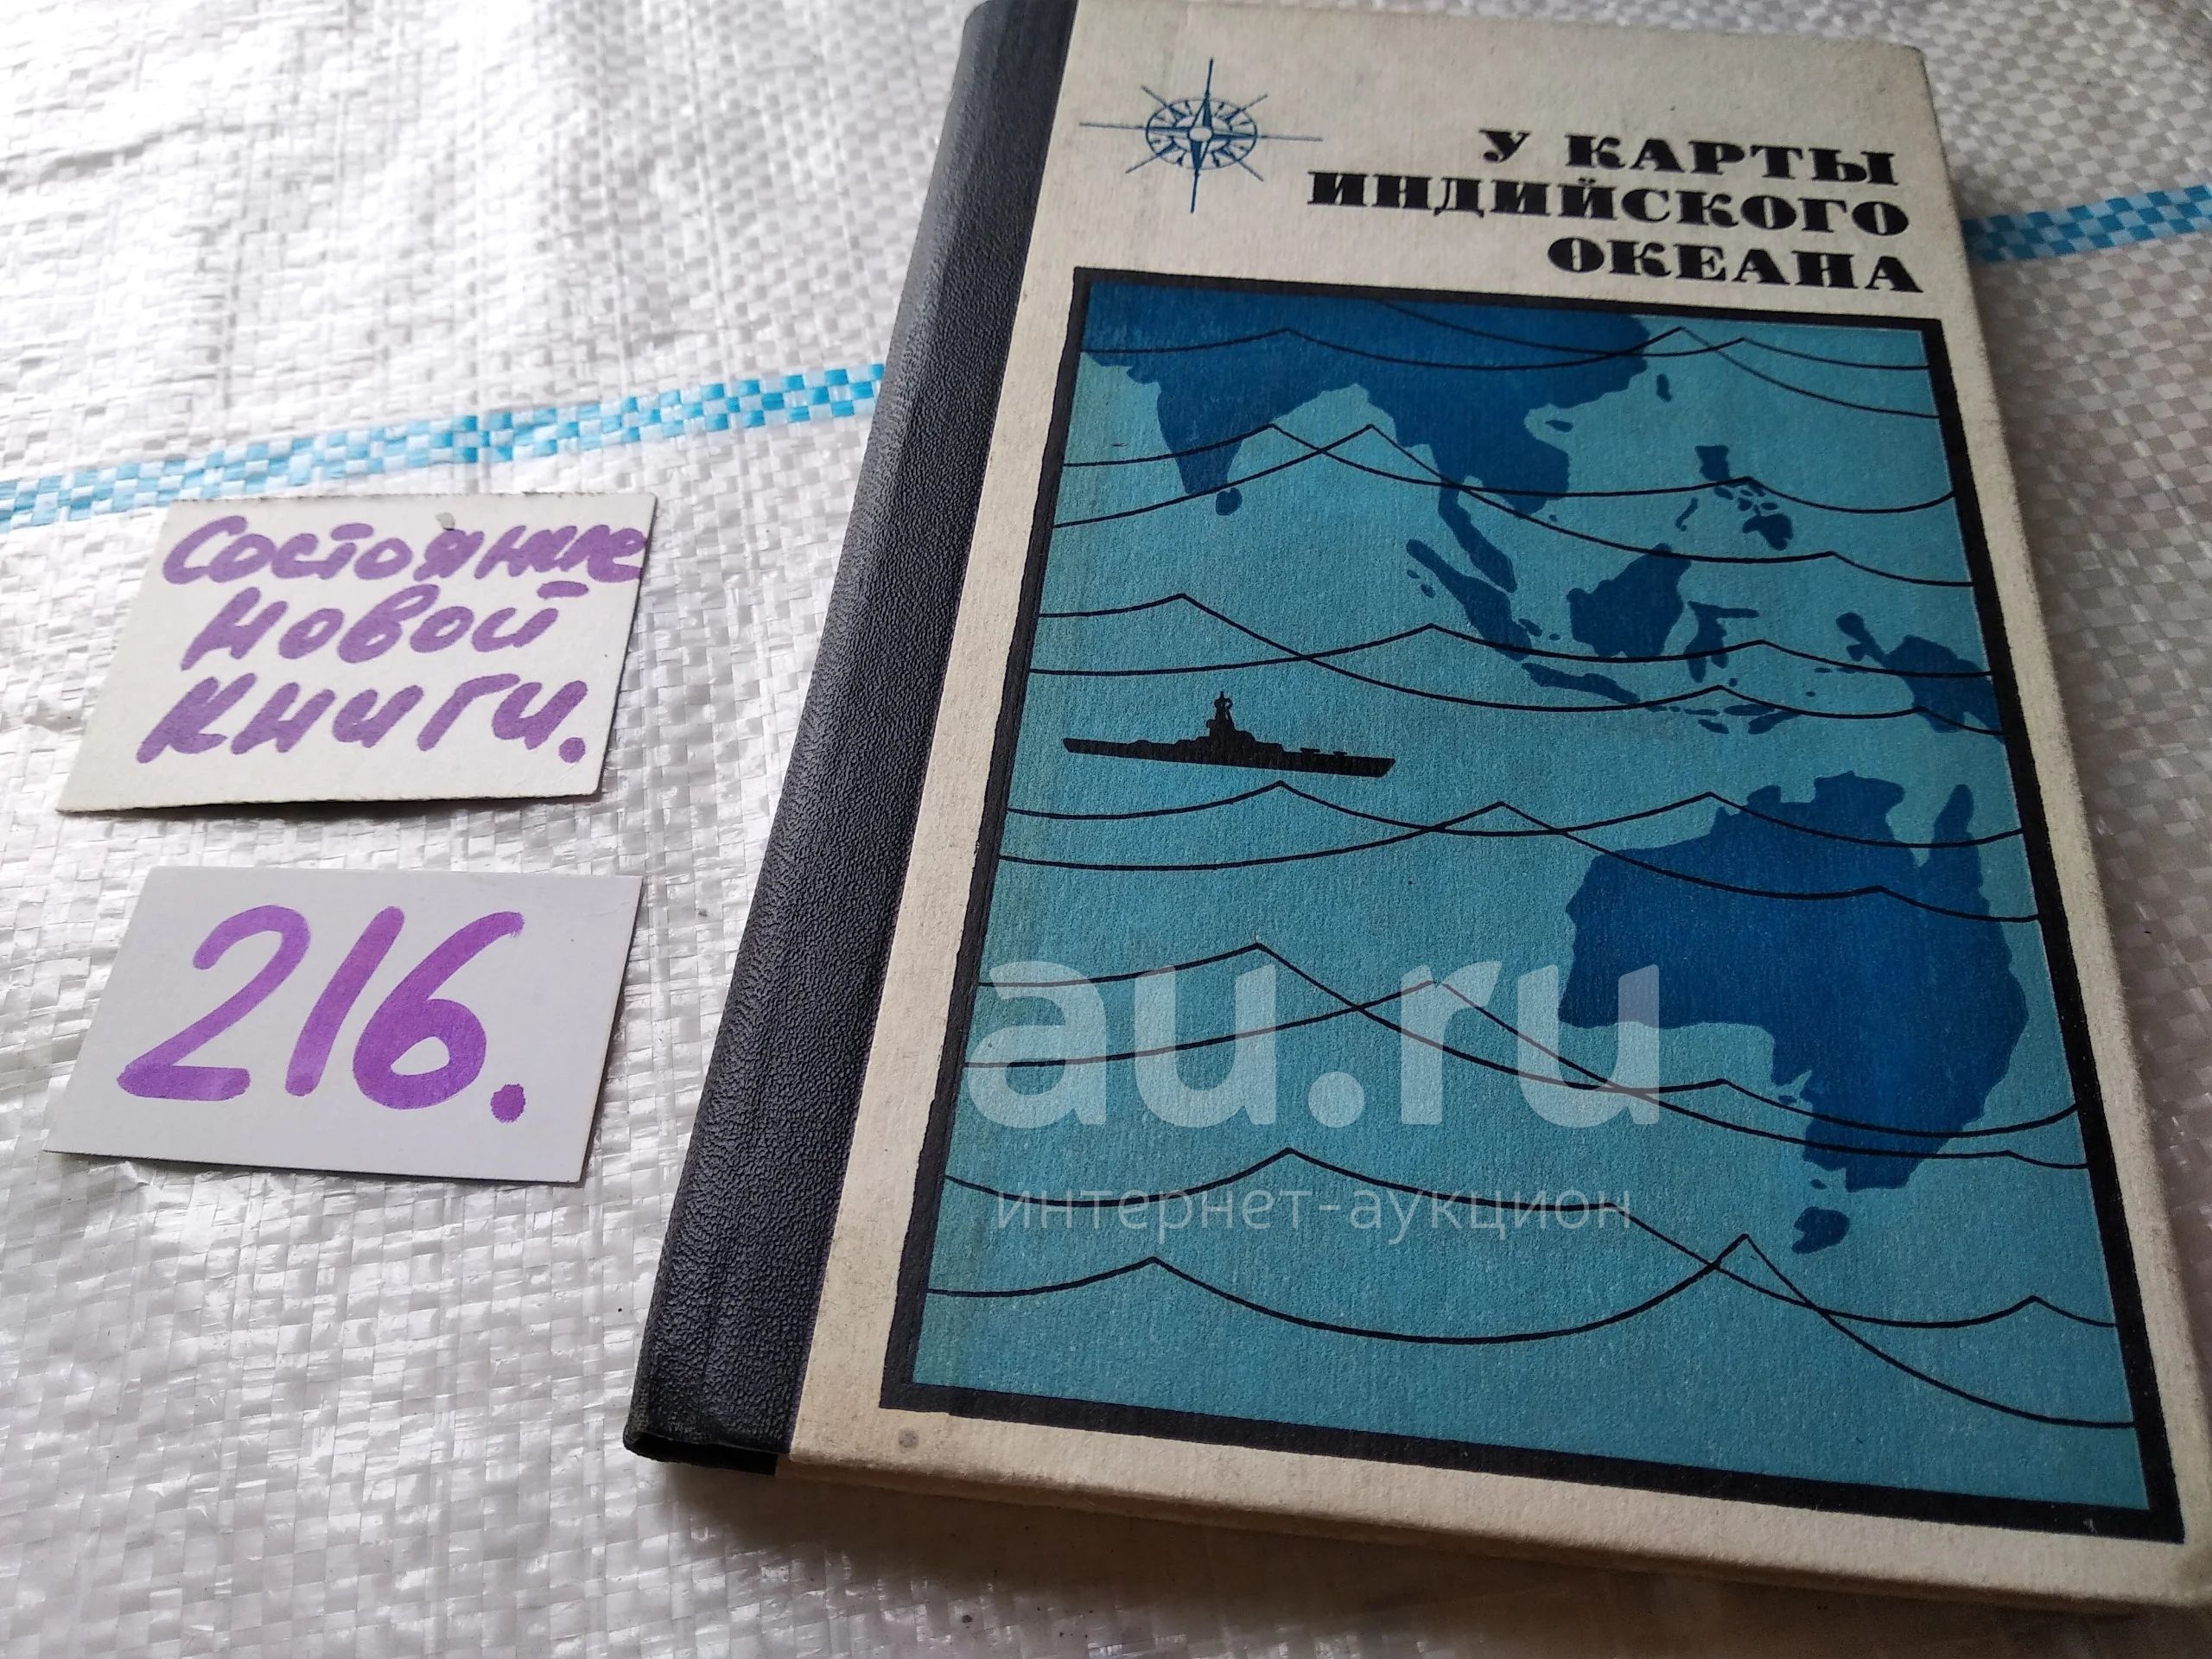 У КАРТЫ
ИНДИЙСКОГО
ОКЕАНА
Состояние
новой
книги.
216.
au.ru
интернет-аукцион